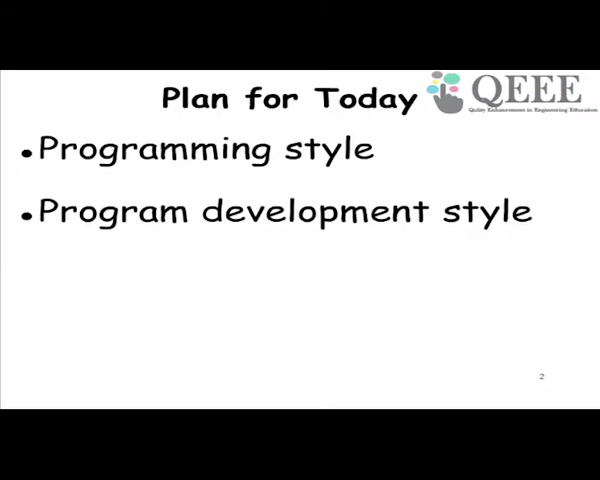 Plan for Today
QEEE
Quality Enhancement in Engineering Education
•Programming style
•Program development style
2